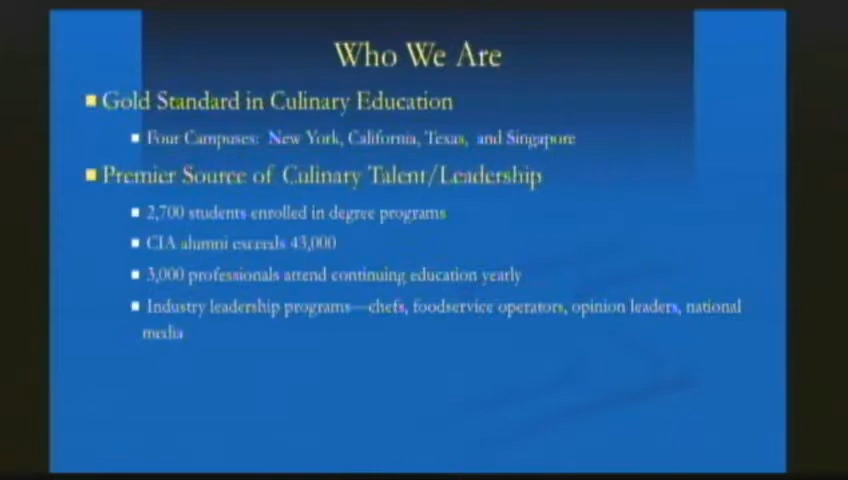 Who We Are
Gold Standard in Culinary Education
Four Campuses: New York, California, Texas, and Singapore
Premier Source of Culinary Talent/Leadership
2,700 students enrolled in degree programs
CIA alumni exceeds 43,000
3,000 professionals attend continuing education yearly
Industry leadership programs—chefs, foodservice operators, opinion leaders, national
media